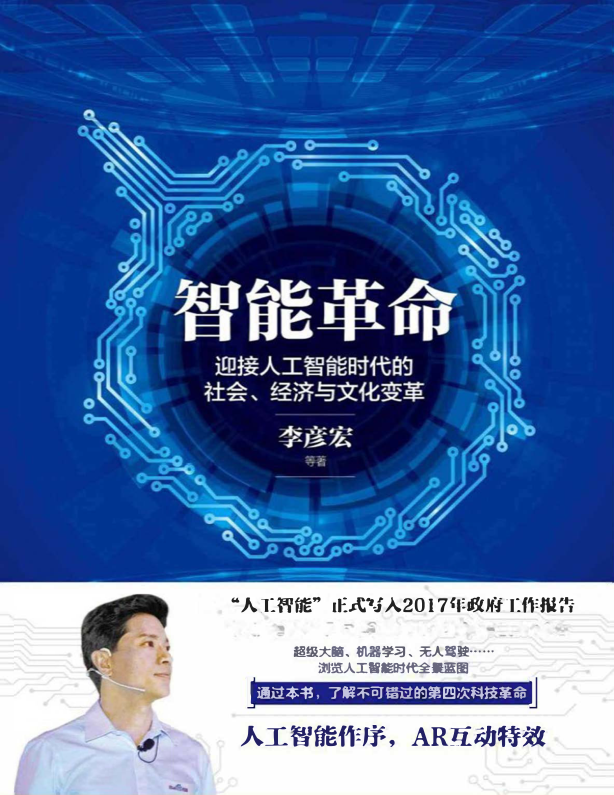 智能革命
迎接人工智能时代的
社会、经济与文化变革
李彦宏
等著
“人工智能”正式写入2017年政府工作报告
超级大脑、机器学习、无人驾驶……
浏览人工智能时代全景蓝图
通过本书，了解不可错过的第四次科技革命
人工智能作序，AR互动特效